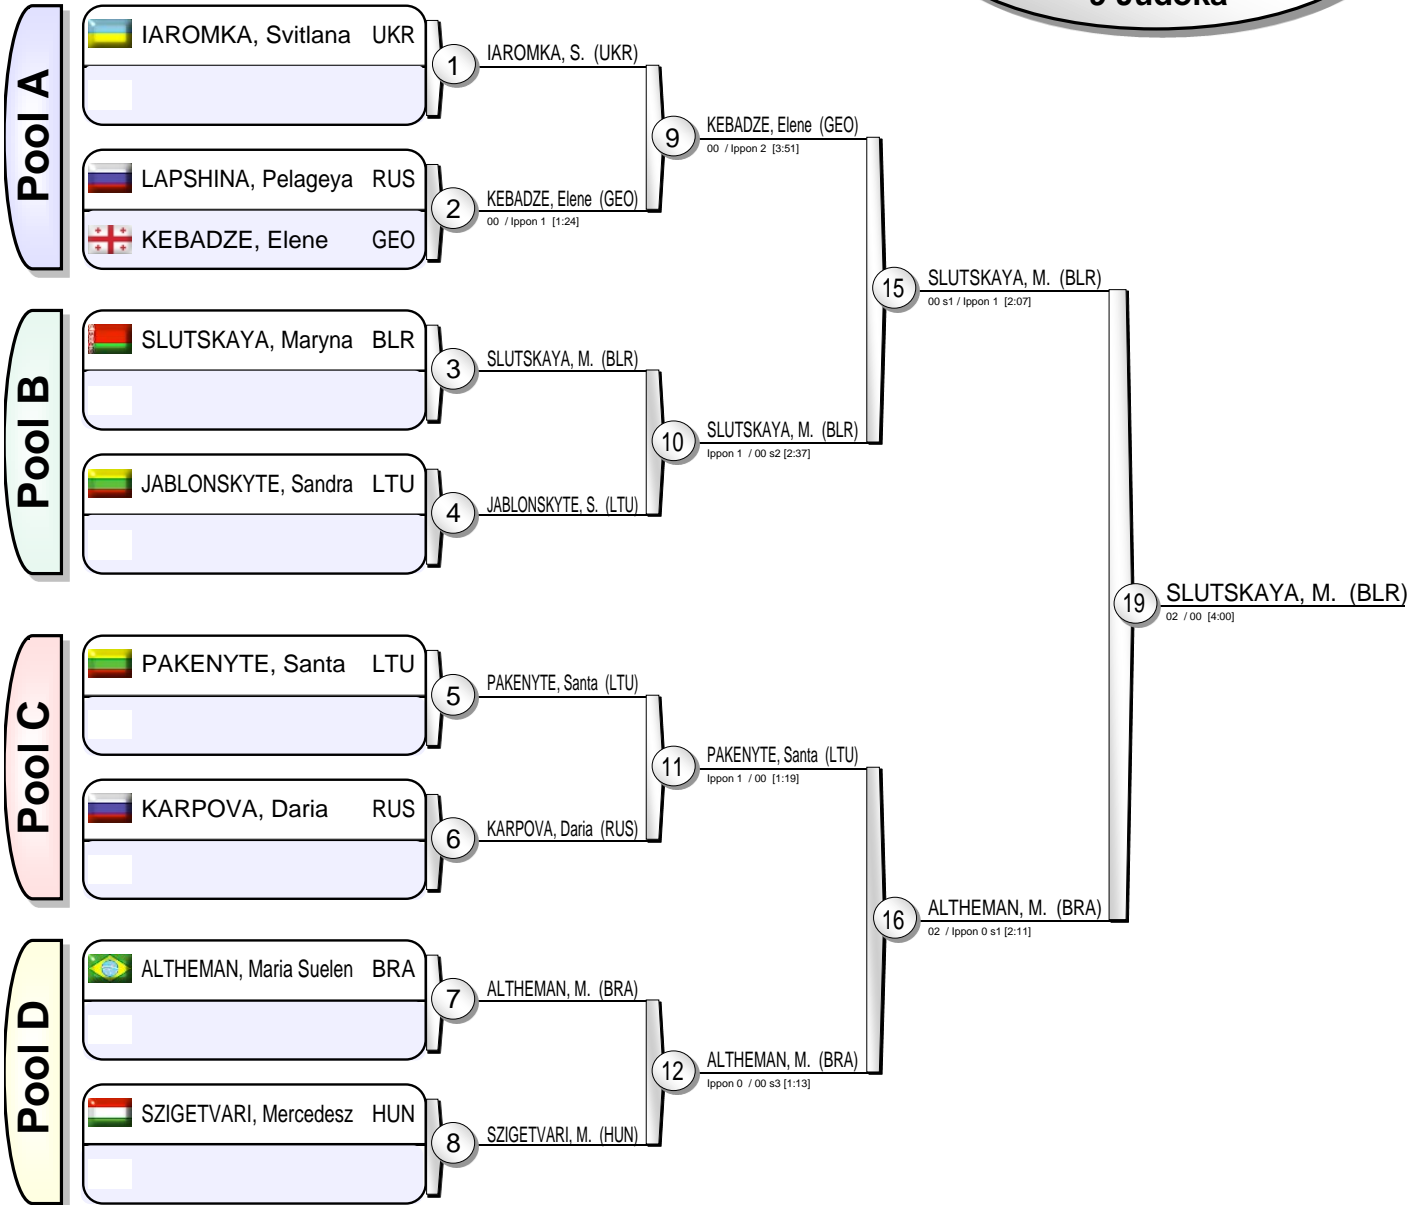 9 Judoka
Pool A
IAROMKA, Svitlana UKR
LAPSHINA, Pelageya RUS
KEBADZE, Elene GEO
1
IAROMKA, S. (UKR)
2
KEBADZE, Elene (GEO)
00 / Ippon 1 [1:24]
9
KEBADZE, Elene (GEO)
00 / Ippon 2 [3:51]
Pool B
SLUTSKAYA, Maryna BLR
JABLONSKYTE, Sandra LTU
3
SLUTSKAYA, M. (BLR)
4
JABLONSKYTE, S. (LTU)
10
SLUTSKAYA, M. (BLR)
Ippon 1 / 00 s2 [2:37]
15
SLUTSKAYA, M. (BLR)
00 s1 / Ippon 1 [2:07]
Pool C
PAKENYTE, Santa LTU
KARPOVA, Daria RUS
5
PAKENYTE, Santa (LTU)
6
KARPOVA, Daria (RUS)
11
PAKENYTE, Santa (LTU)
Ippon 1 / 00 [1:19]
Pool D
ALTHEMAN, Maria Suelen BRA
SZIGETVARI, Mercedesz HUN
7
ALTHEMAN, M. (BRA)
8
SZIGETVARI, M. (HUN)
12
ALTHEMAN, M. (BRA)
Ippon 0 / 00 s3 [1:13]
16
ALTHEMAN, M. (BRA)
02 / Ippon 0 s1 [2:11]
19
SLUTSKAYA, M. (BLR)
02 / 00 [4:00]